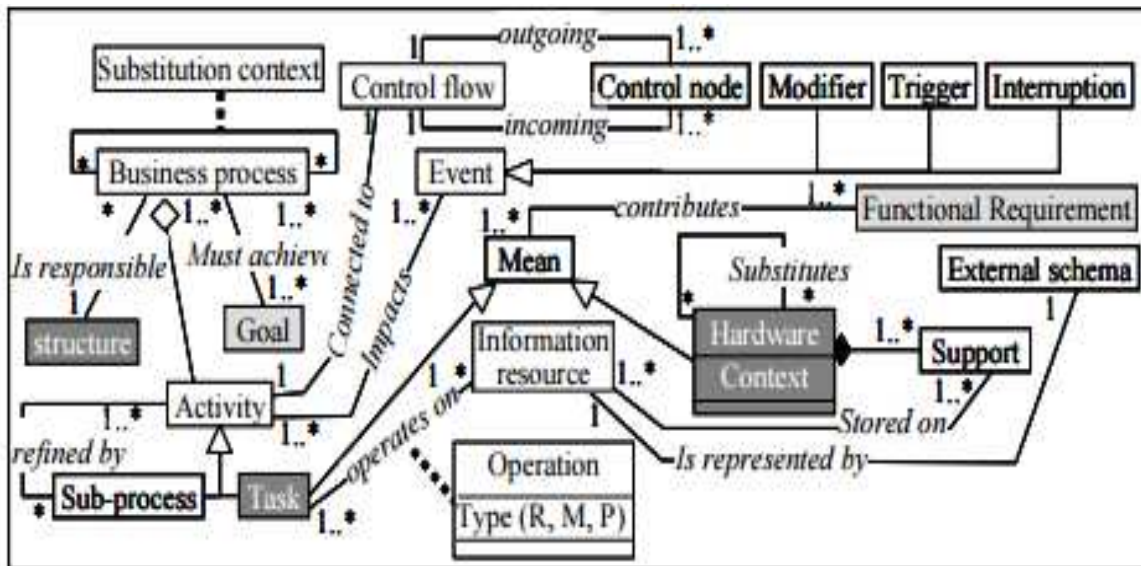 outgoing
1
1..*
Substitution context
Control flow
Control node
Modifier
Trigger
Interruption
1
1
incoming
1..*
*
*
Business process
Event
*
1..*
1..*
1..*
1..*
contributes
1..*
Functional Requirement
Is responsible
Must achieve
Connected to
Impacts
Mean
Substitutes
External schema
1
1..*
*
*
1
structure
Goal
Information
resource
Hardware
Context
1..*
Support
1
1
*
1..*
1..*
Activity
1..*
1..*
operates on
1
Stored on
refined by
Is represented by
Operation
Type (R, M, P)
*
Sub-process
Task
1..*